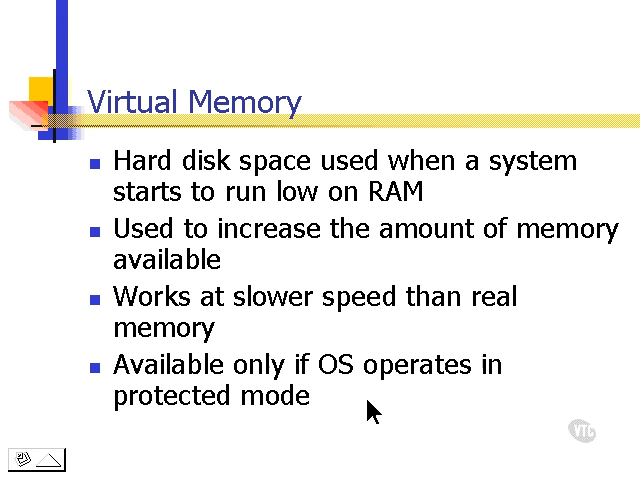 Virtual Memory
Hard disk space used when a system
starts to run low on RAM
Used to increase the amount of memory
available
Works at slower speed than real
memory
Available only if OS operates in
protected mode
VTC